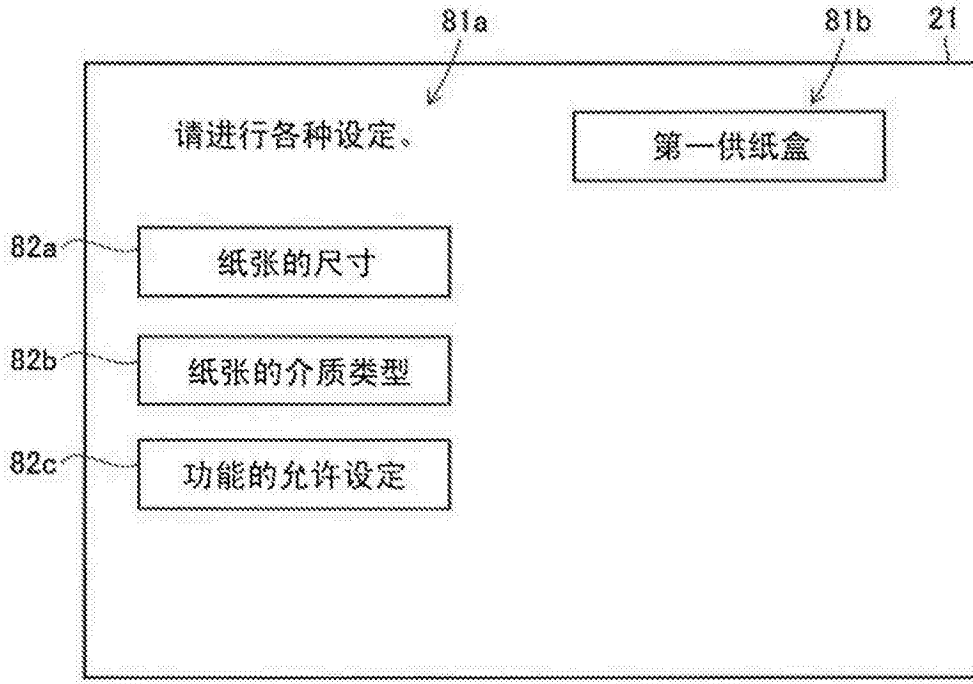 81a
81b
21
请进行各种设定。
第一供纸盒
82a
纸张的尺寸
82b
纸张的介质类型
82c
功能的允许设定